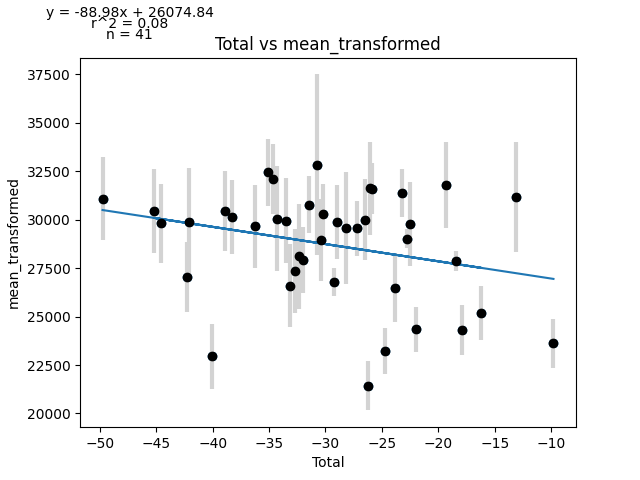 y = -88.98x + 26074.84
r^2 = 0.08
n = 41
Total vs mean_transformed
mean_transformed
37500
35000
32500
30000
27500
25000
22500
20000
−50 −45 −40 −35 −30 −25 −20 −15 −10
Total